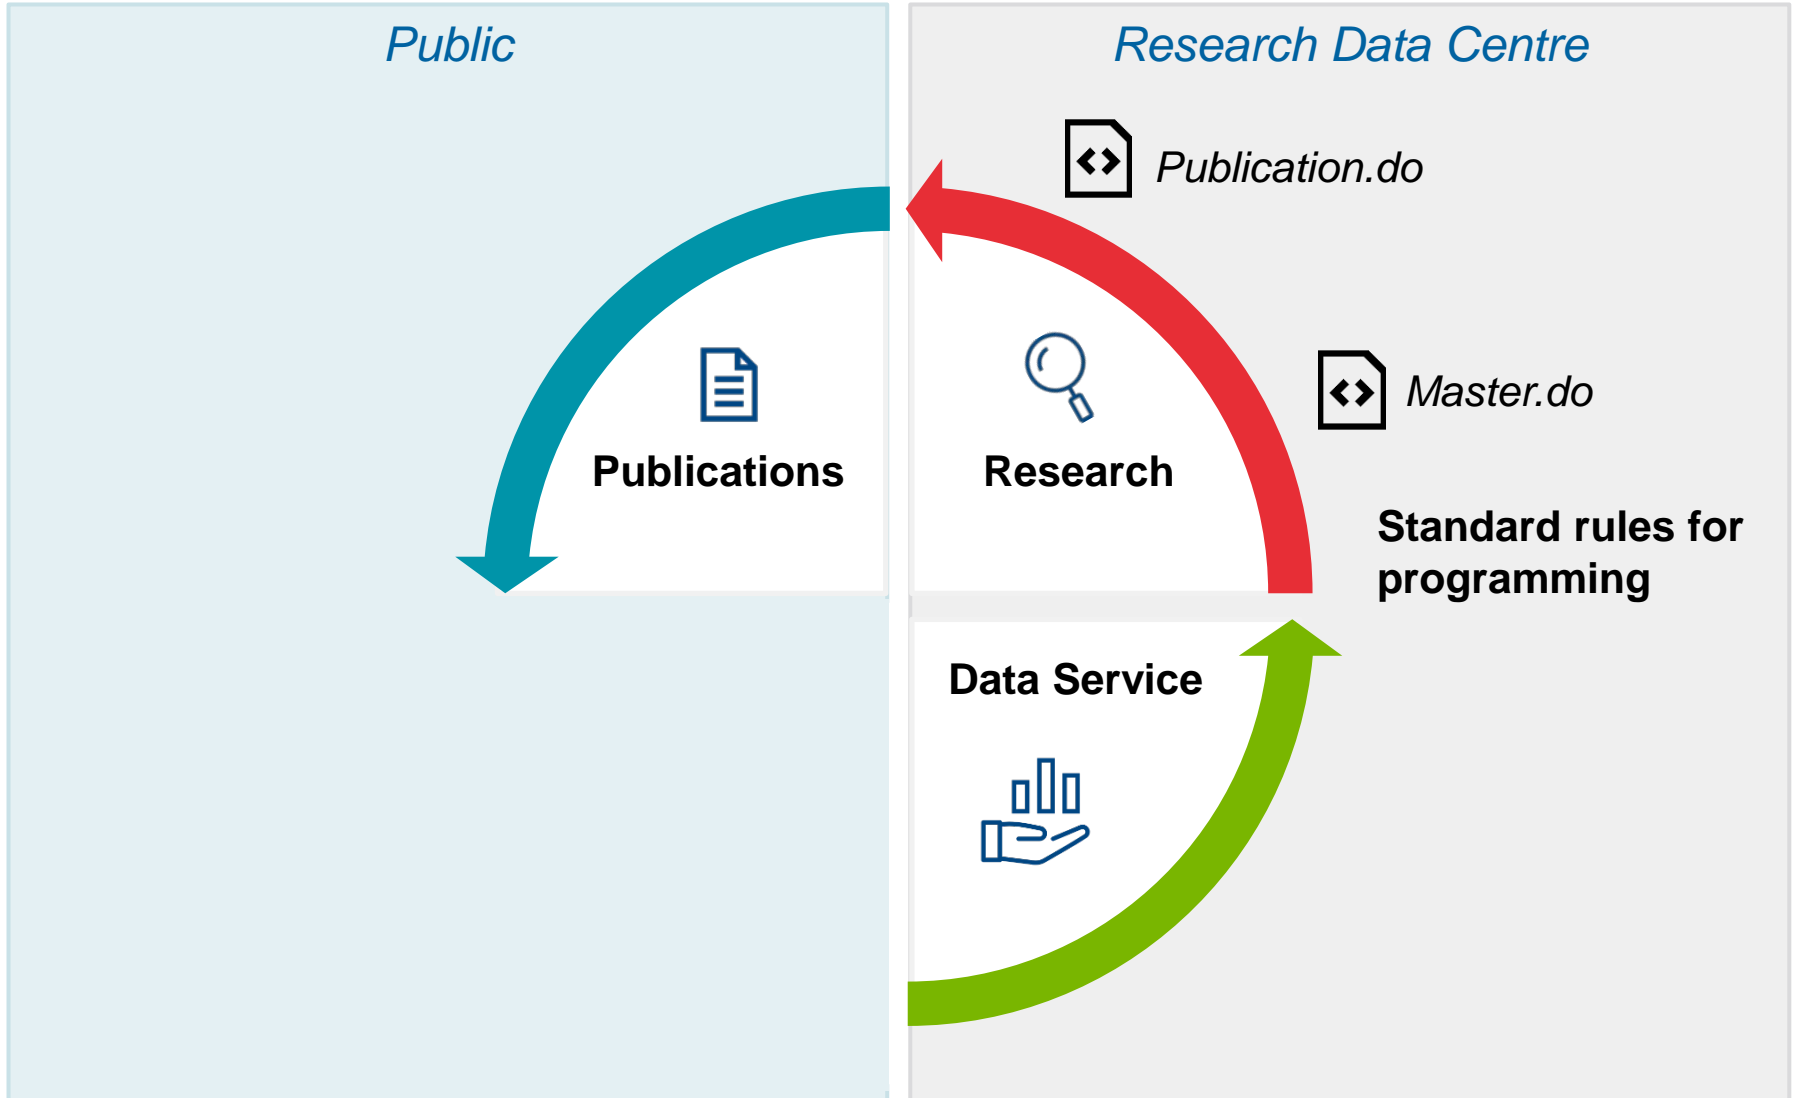 Public
Research Data Centre
Publication.do
Master.do
Publications
Research
Standard rules for
programming
Data Service